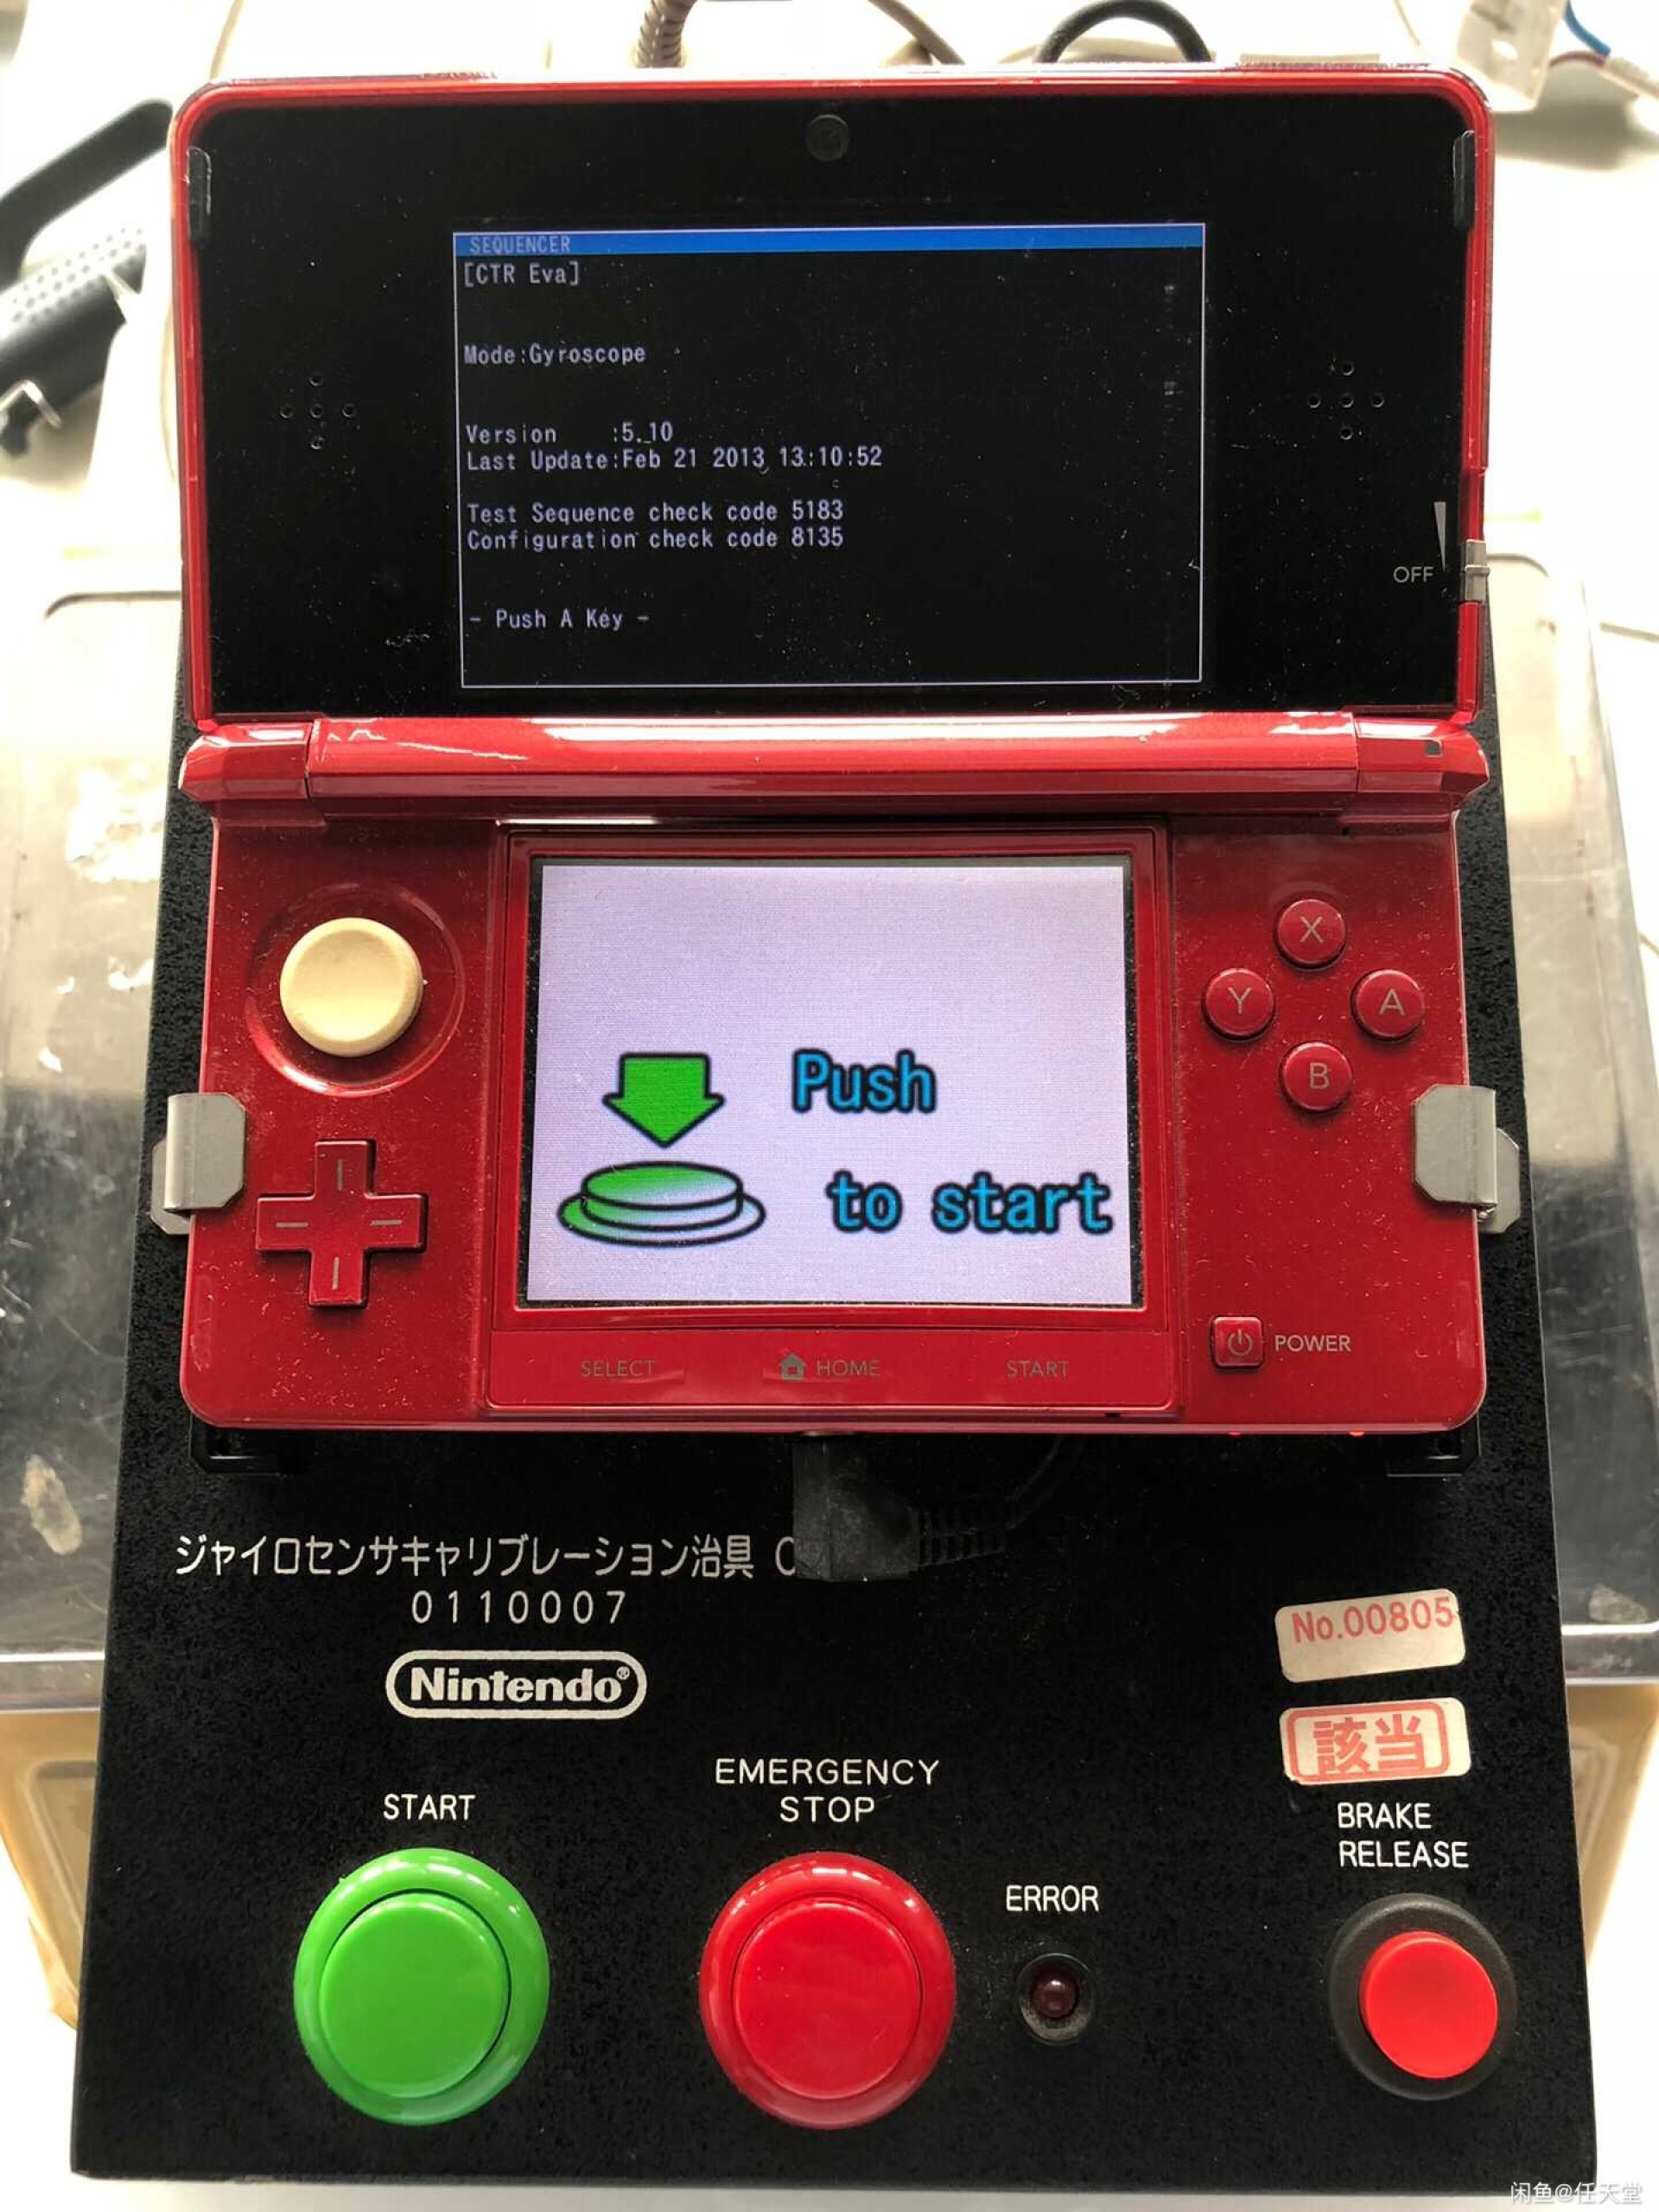 SEQUENCER
[CTR Eva]
Mode:Gyroscope
Version :5.10
Last Update:Feb 21 2013 13:10:52
Test Sequence check code 5183
Configuration check code 8135
- Push A Key -
OFF
X
Y
A
B
Push
to start
POWER
SELECT
HOME
START
ジャイロセンサキャリブレーション治具
0110007
Nintendo®
No.00805
該当
START
EMERGENCY
STOP
ERROR
BRAKE
RELEASE
闲鱼@任天堂